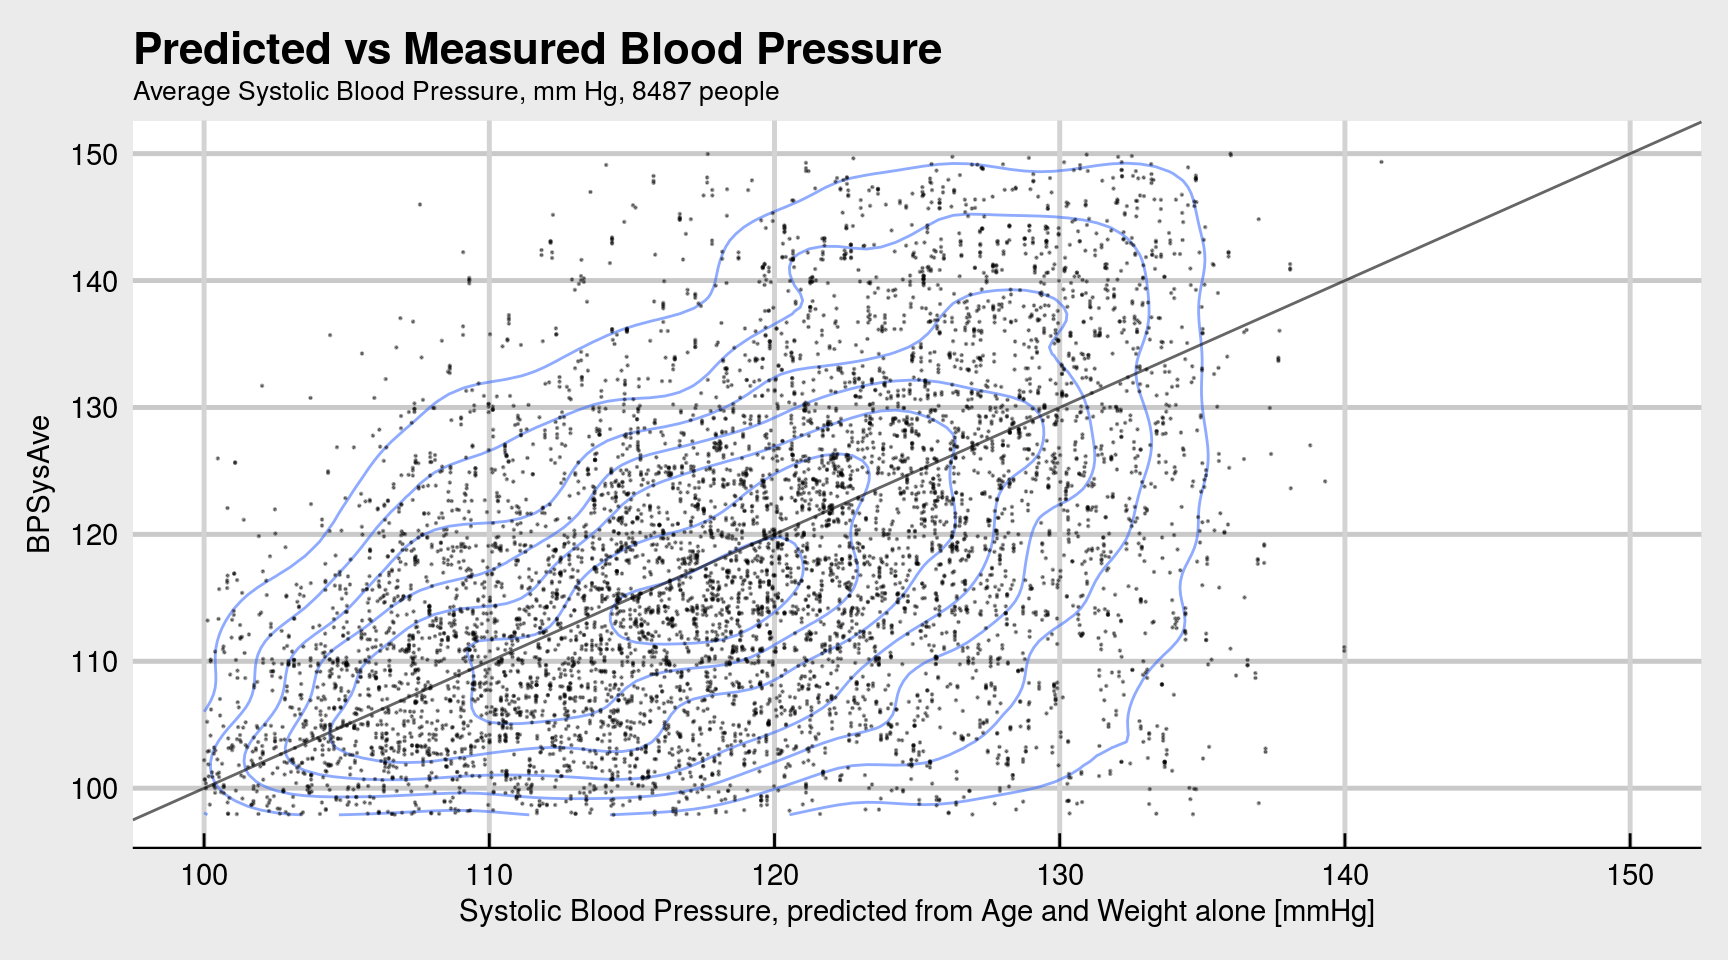 Predicted vs Measured Blood Pressure
Average Systolic Blood Pressure, mm Hg, 8487 people
BPSysAve
150
140
130
120
110
100
100 110 120 130 140 150
Systolic Blood Pressure, predicted from Age and Weight alone [mmHg]